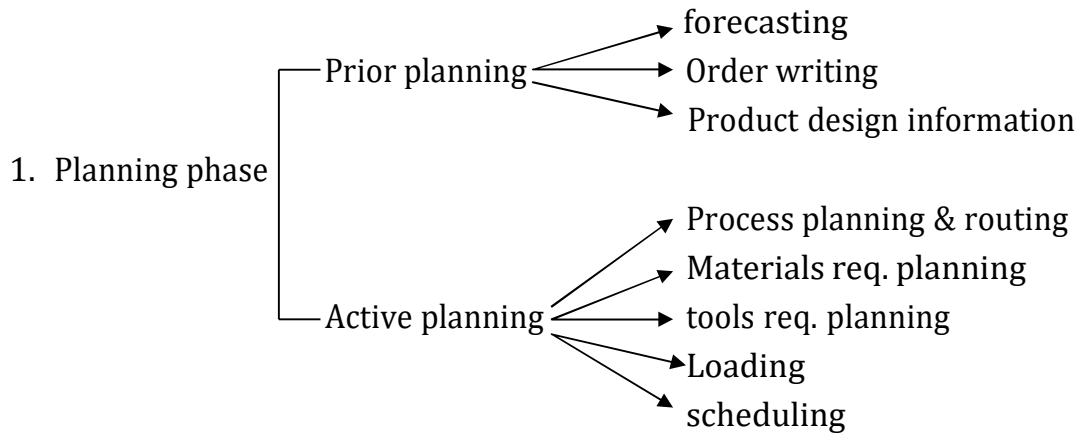 forecasting
Prior planning
Order writing
Product design information
1. Planning phase
Process planning & routing
Materials req. planning
Active planning
tools req. planning
Loading
scheduling